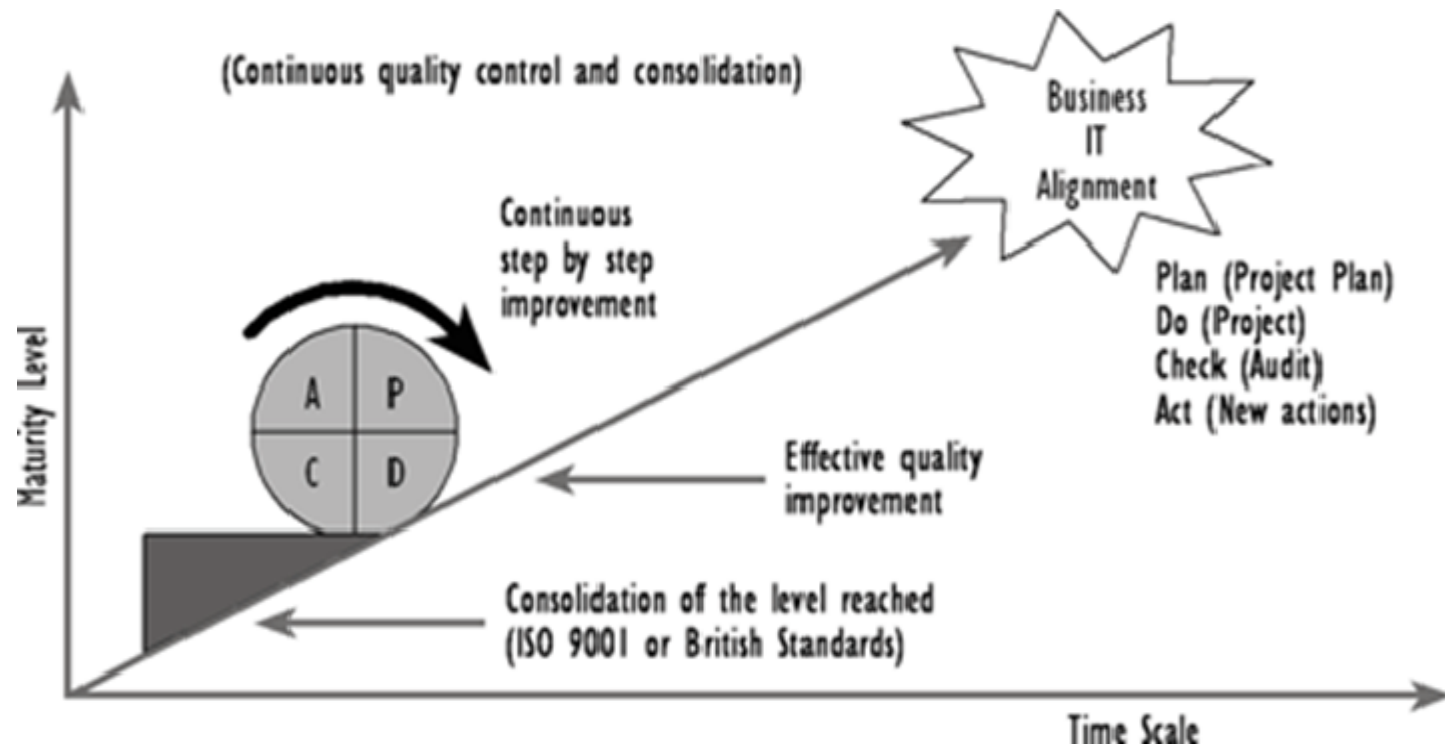 (Continuous quality control and consolidation)
Business
IT
Alignment
Continuous
step by step
improvement
Plan (Project Plan)
Do (Project)
Check (Audit)
Act (New actions)
Maturity Level
A P
C D
Effective quality
improvement
Consolidation of the level reached
(ISO 9001 or British Standards)
Time Scale